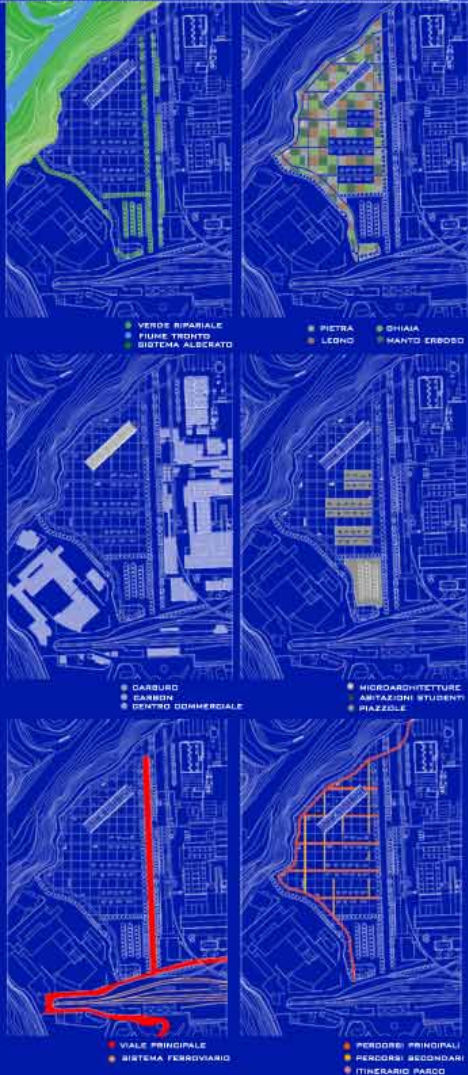 VERDE RIPARIALE
FIUME TRONTO
SISTEMA ALBERATO
PIETRA
GHIAIA
LEGNO
MANTO ERBOSO
CARBURO
CARBON
CENTRO COMMERCIALE
MICROARCHITETTURE
ABITAZIONI STUDENTI
PIAZZOLE
VIALE PRINCIPALE
SISTEMA FERROVIARIO
PERCORSI PRINCIPALI
PERCORSI SECONDARI
ITINERARIO PARCO